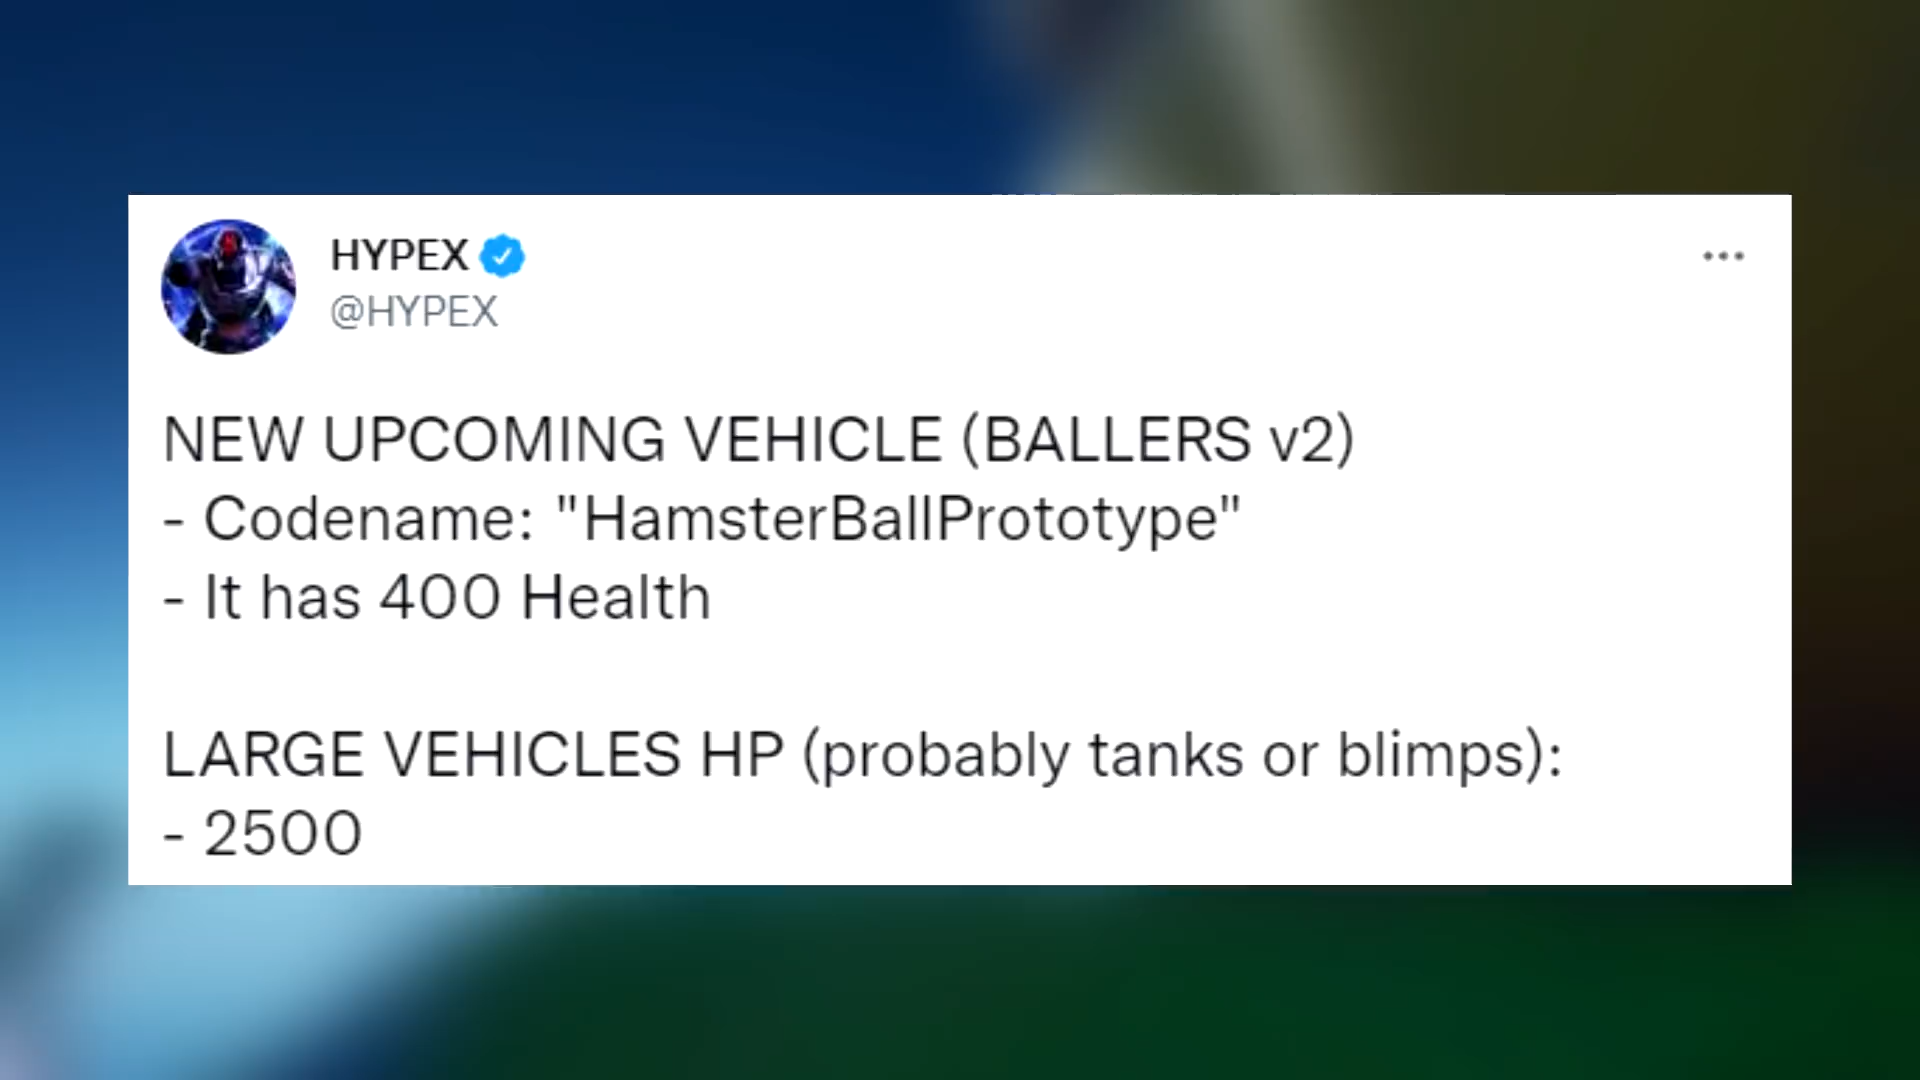 HYPEX
@HYPEX
NEW UPCOMING VEHICLE (BALLERS v2)
- Codename: "HamsterBallPrototype"
- It has 400 Health
LARGE VEHICLES HP (probably tanks or blimps):
- 2500